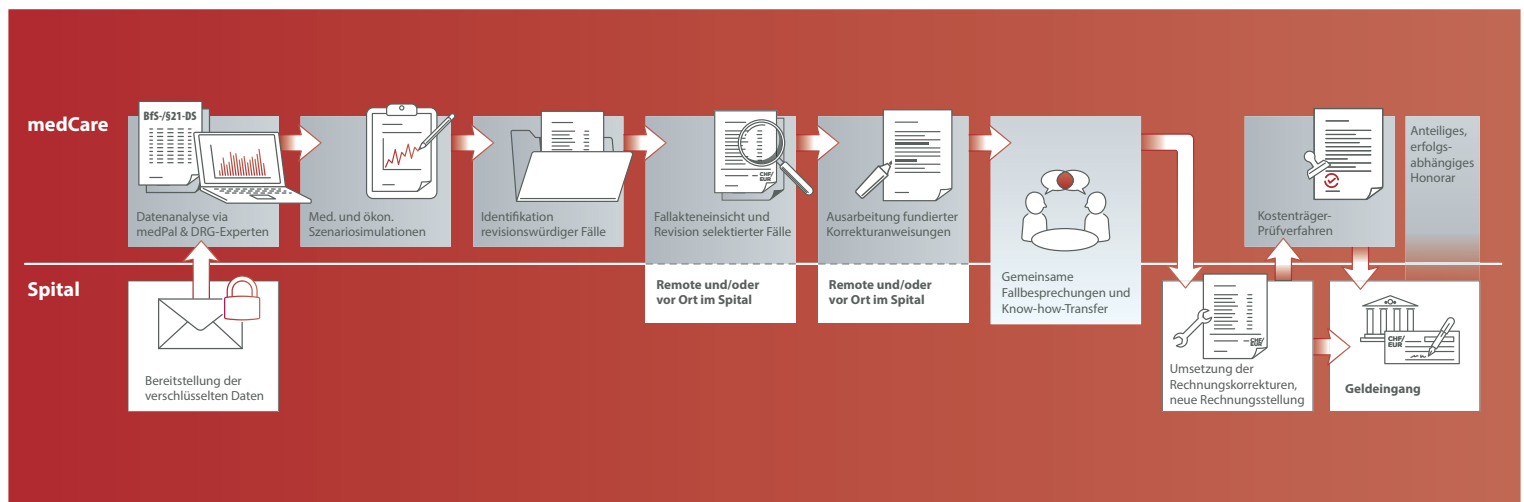 medCare
BfS-/§21-DS
Datenanalyse via
medPal & DRG-Experten
Med. und ökon.
Szenariosimulationen
Identifikation
revisionswürdiger Fälle
CHF/
EUR
Fallakteneinsicht und
Revision selektierter Fälle
Ausarbeitung fundierter
Korrekturanweisungen
Kostenträger-
Prüfverfahren
Anteiliges,
erfolgs-
abhängiges
Honorar
Spital
Bereitstellung der
verschlüsselten Daten
Remote und/oder
vor Ort im Spital
Remote und/oder
vor Ort im Spital
Gemeinsame
Fallbesprechungen und
Know-how-Transfer
CHF/
EUR
Umsetzung der
Rechnungskorrekturen,
neue Rechnungsstellung
CHF/
EUR
Geldeingang